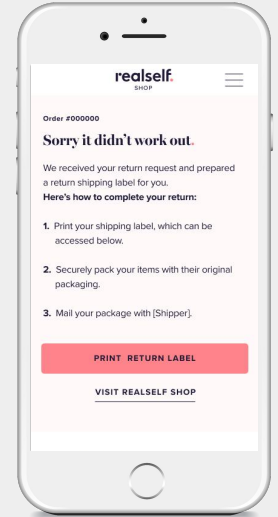 realself.
SHOP
Order #000000
Sorry it didn't work out.
We received your return request and prepared
a return shipping label for you.
Here's how to complete your return:
1. Print your shipping label, which can be
accessed below.
2. Securely pack your items with their original
packaging.
3. Mail your package with [Shipper].
PRINT RETURN LABEL
VISIT REALSELF SHOP